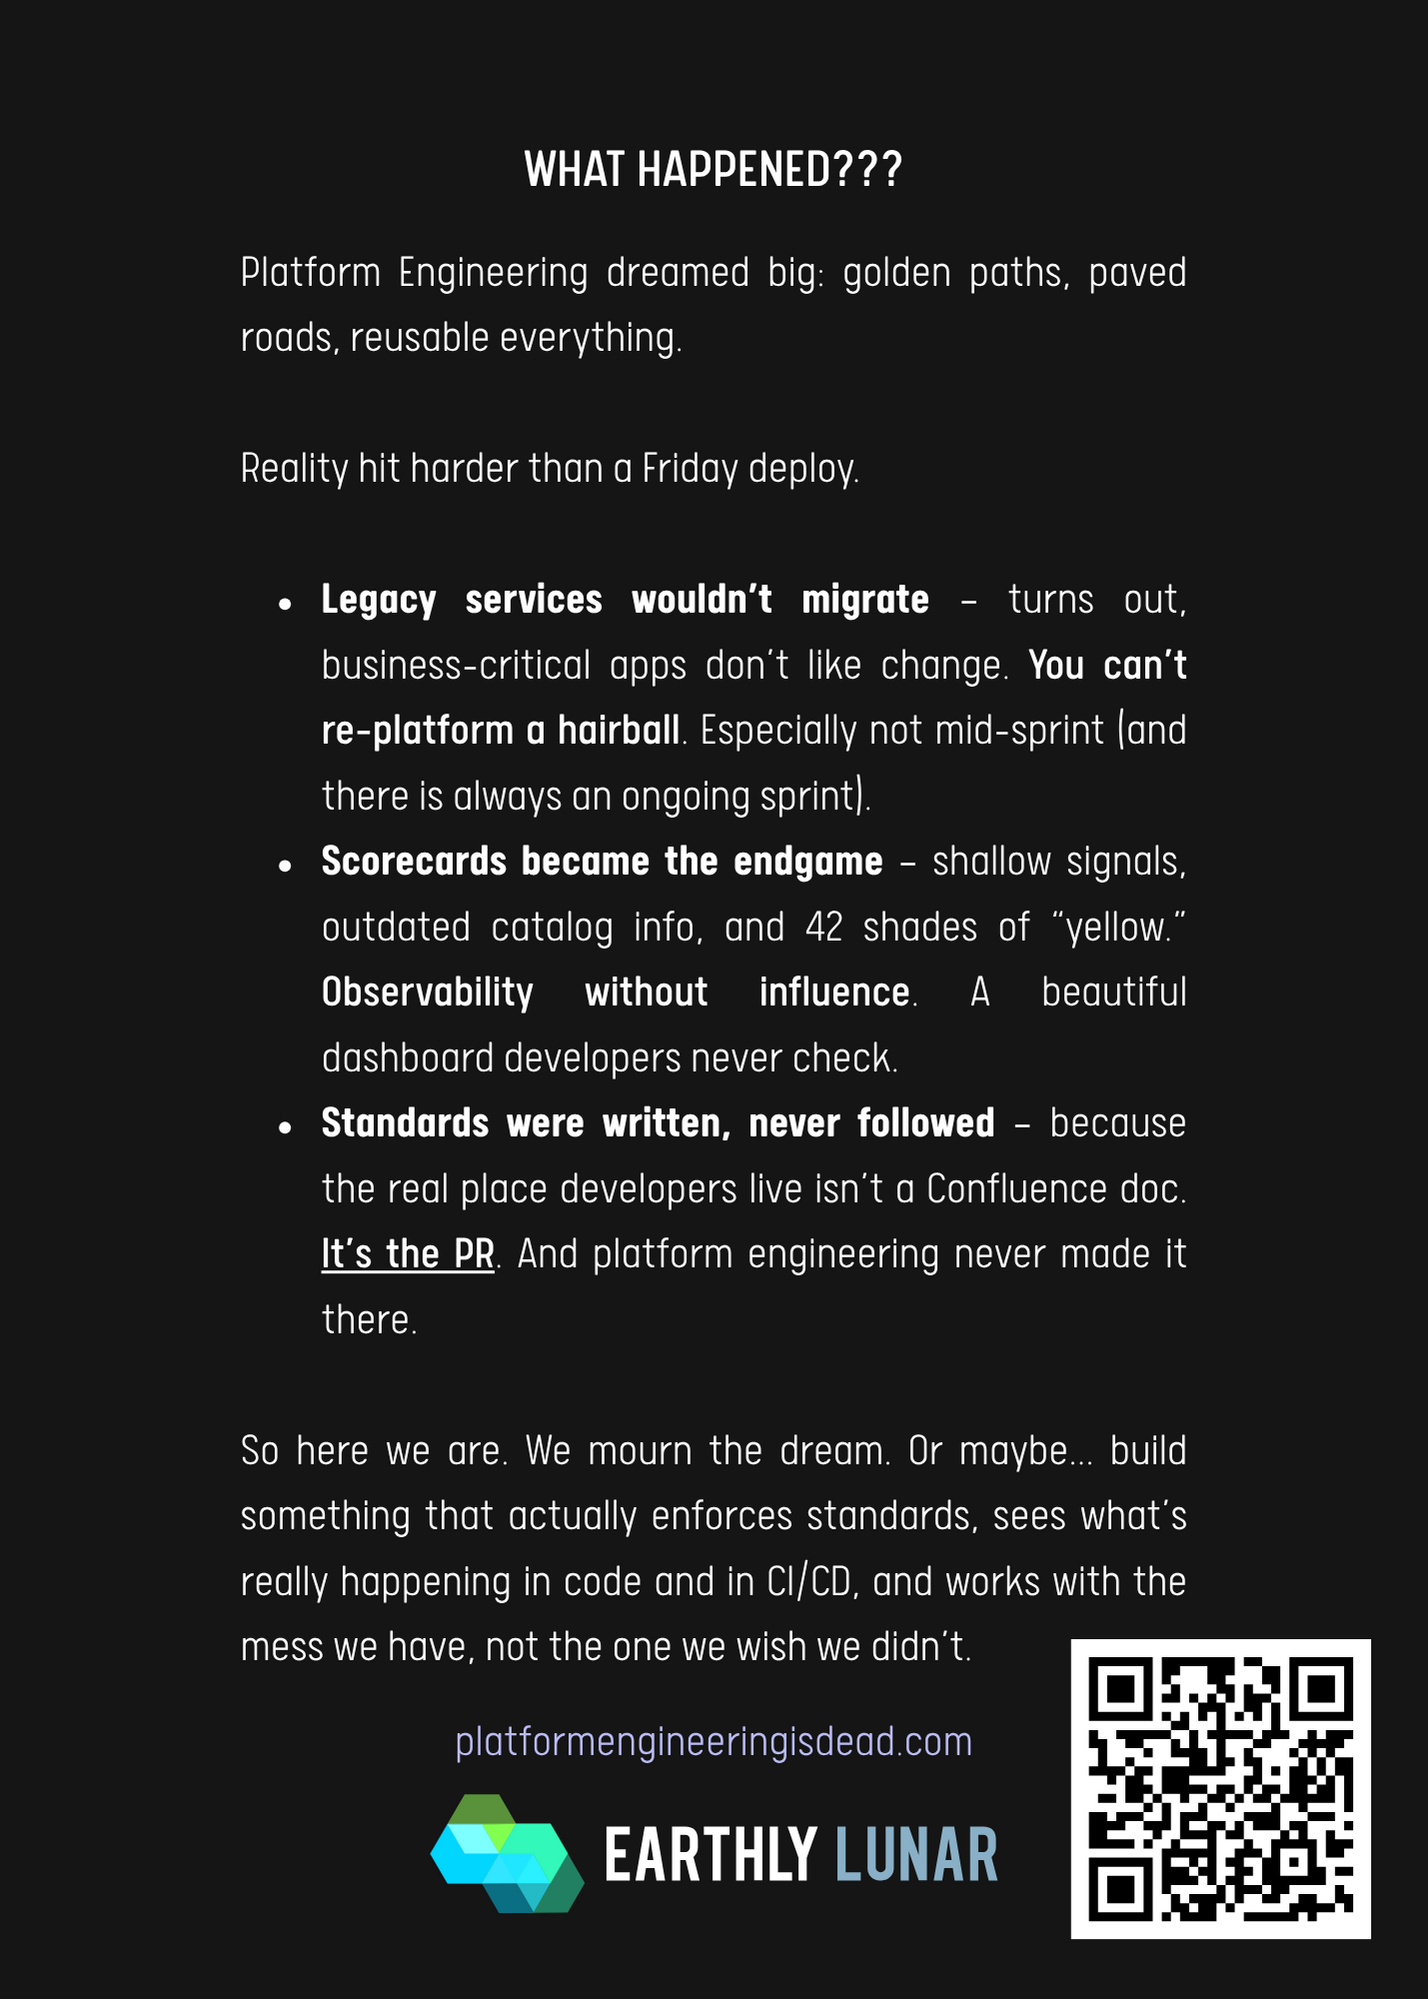 WHAT HAPPENED???
Platform Engineering dreamed big: golden paths, paved
roads, reusable everything.
Reality hit harder than a Friday deploy.
• Legacy services wouldn’t migrate – turns out,
business-critical apps don’t like change. You can’t
re-platform a hairball. Especially not mid-sprint (and
there is always an ongoing sprint).
• Scorecards became the endgame – shallow signals,
outdated catalog info, and 42 shades of “yellow.”
Observability without influence. A beautiful
dashboard developers never check.
• Standards were written, never followed – because
the real place developers live isn’t a Confluence doc.
It’s the PR. And platform engineering never made it
there.
So here we are. We mourn the dream. Or maybe... build
something that actually enforces standards, sees what’s
really happening in code and in CI/CD, and works with the
mess we have, not the one we wish we didn’t.
platformengineeringisdead.com
EARTHLY LUNAR